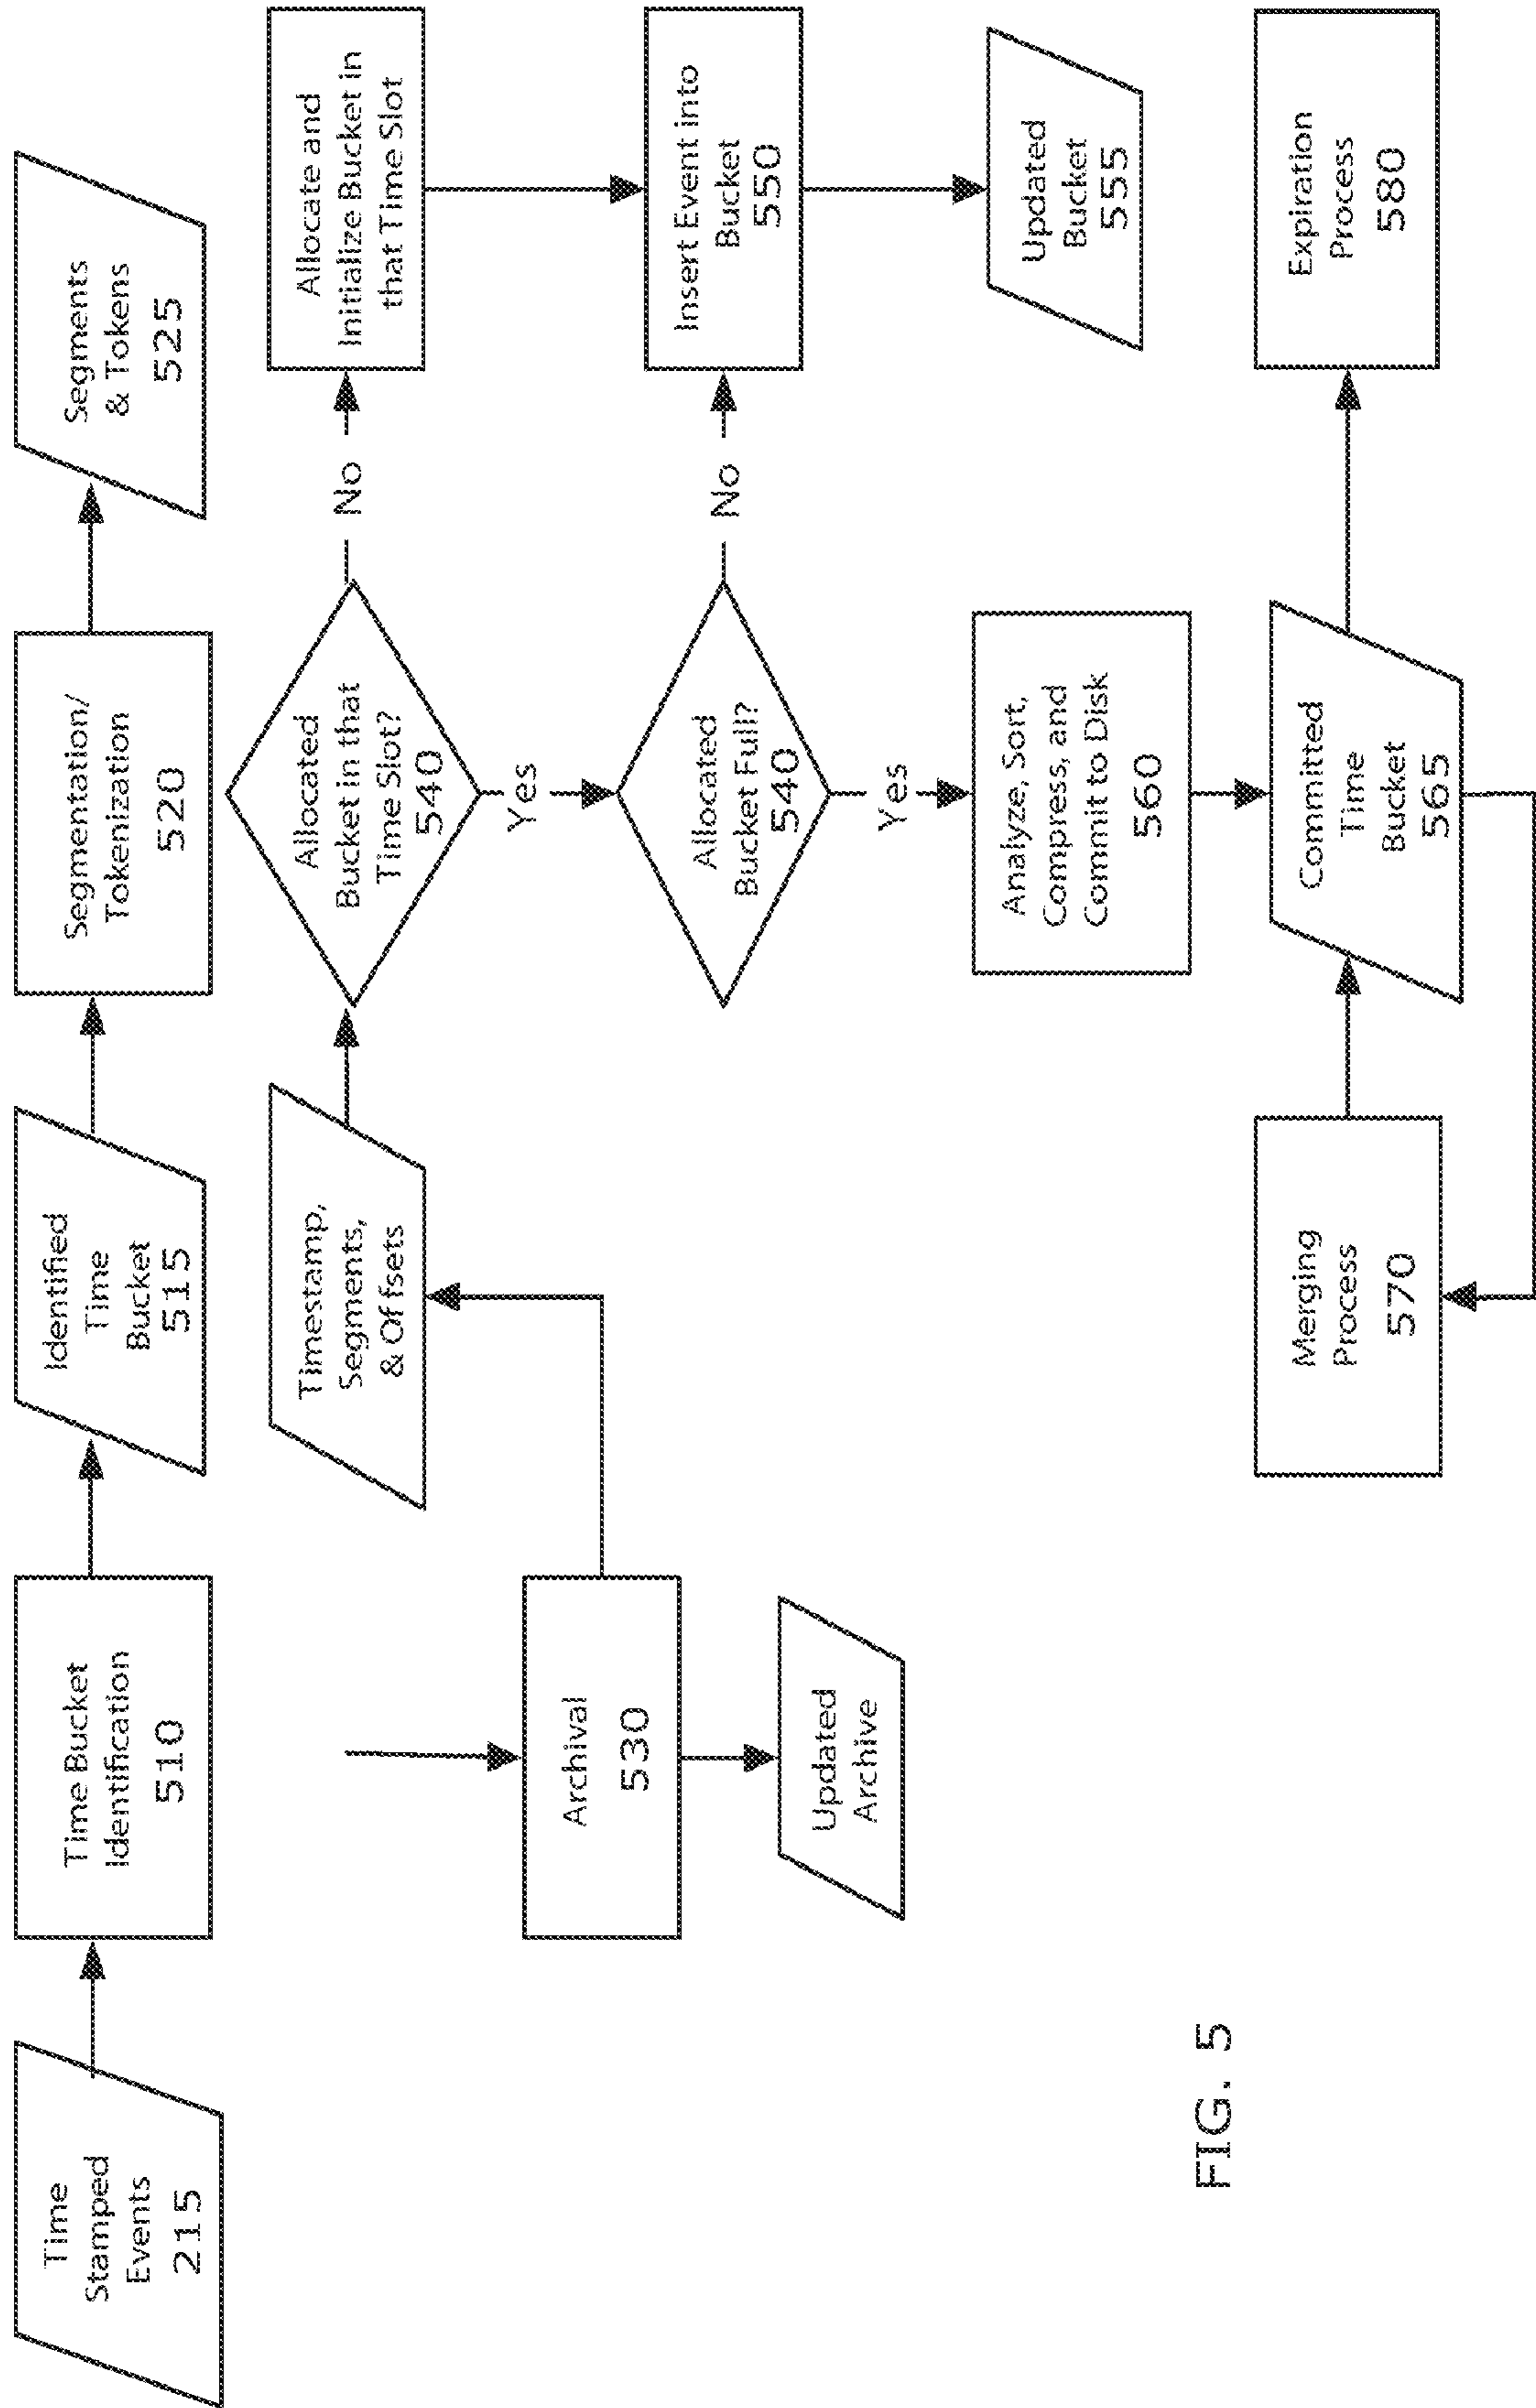 Time
Stamped
Events
215
Time Bucket
Identification
510
Identified
Time
Bucket
515
Segmentation/
Tokenization
520
Segments
& Tokens
525
Archival
530
Updated
Archive
Timestamp,
Segments,
& Of fsets
Allocated
Bucket in that
Time Slot?
540
No
Allocate and
Initialize Bucket in
that Time Slot
Yes
Allocated
Bucket Full?
540
No
Insert Event into
Bucket
550
Updated
Bucket
555
Yes
Analyze, Sort,
Compress, and
Commit to Disk
560
Merging
Process
570
Committed
Time
Bucket
565
Expiration
Process
580
FIG. 5